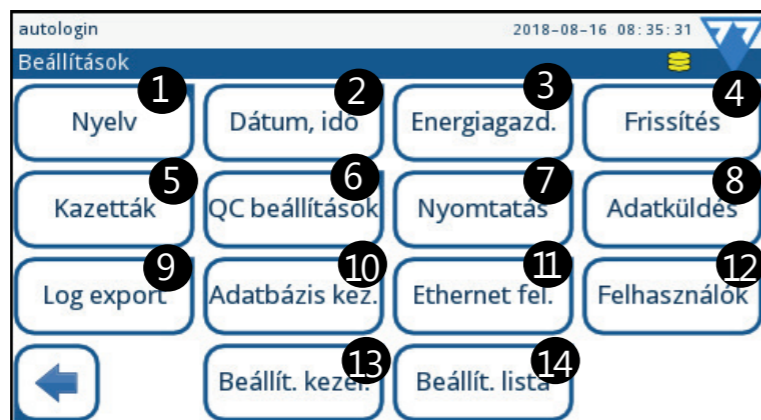 autologin 2018-08-16 08:35:31
Beállítások
1 2 3 4
Nyelv Dátum, idő Energiagazd. Frissítés
5 6 7 8
Kazetták QC beállítások Nyomtatás Adatküldés
9 10 11 12
Log export Adatbázis kez. Ethernet fel. Felhasználók
13 14
Beállít. kezel. Beállít. lista